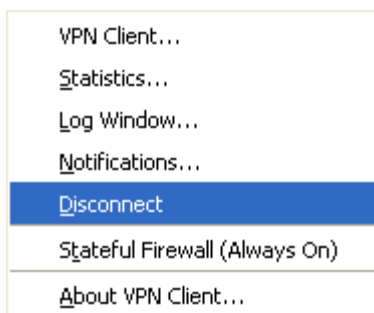 VPN Client...
Statistics...
Log Window...
Notifications...
Disconnect
Stateful Firewall (Always On)
About VPN Client...